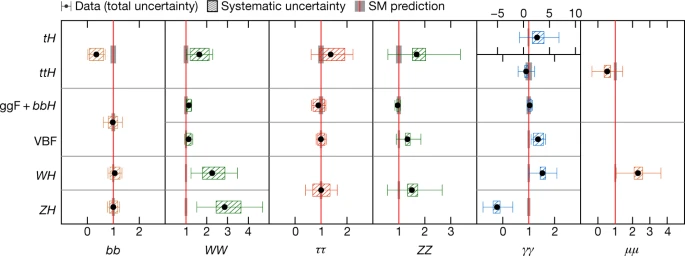 Data (total uncertainty) Systematic uncertainty SM prediction
−5 0 5 10
tH
ttH
ggF + bbH
VBF
WH
ZH
0 1 2 1 2 3 4 0 1 2 0 1 2 3 0 1 2 0 1 2 3 4
bb WW ττ ZZ γγ μμ